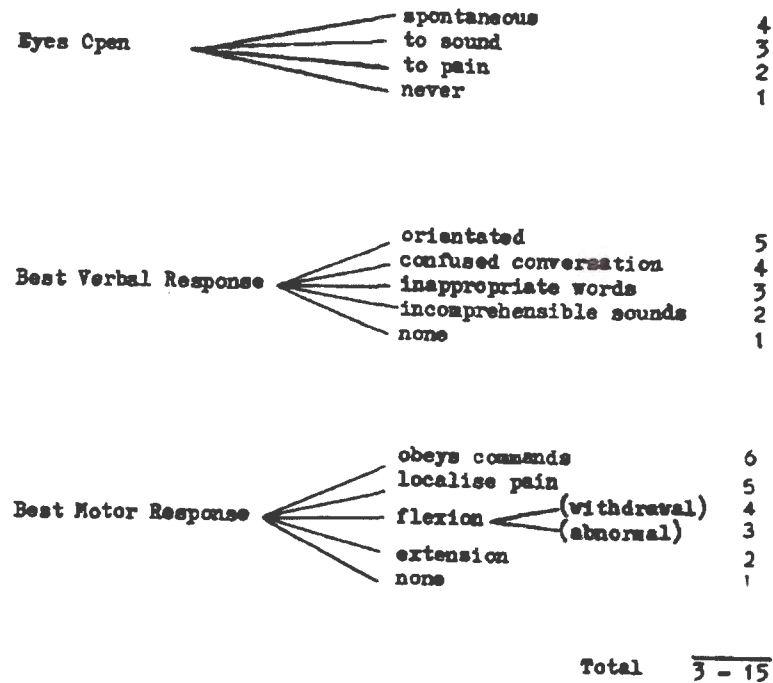 spontaneous 4
Eyes Open to sound 3
to pain 2
never 1
orientated 5
confused conversation 4
Best Verbal Response inappropriate words 3
incomprehensible sounds 2
none 1
obeys commands 6
localise pain 5
(withdrawal) 4
Best Motor Response flexion
(abnormal) 3
extension 2
none 1
Total 3 - 15